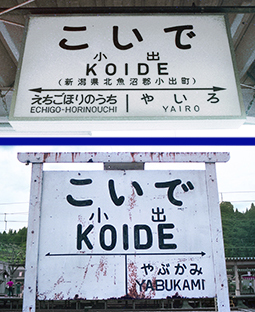 こいで
小出
KOIDE
(新潟県北魚沼郡小出町)
えちごほりのうち やいろ
ECHIGO-HORINOUCHI YAIRO
こいで
小出
KOIDE
やぶかみ
YABUKAMI